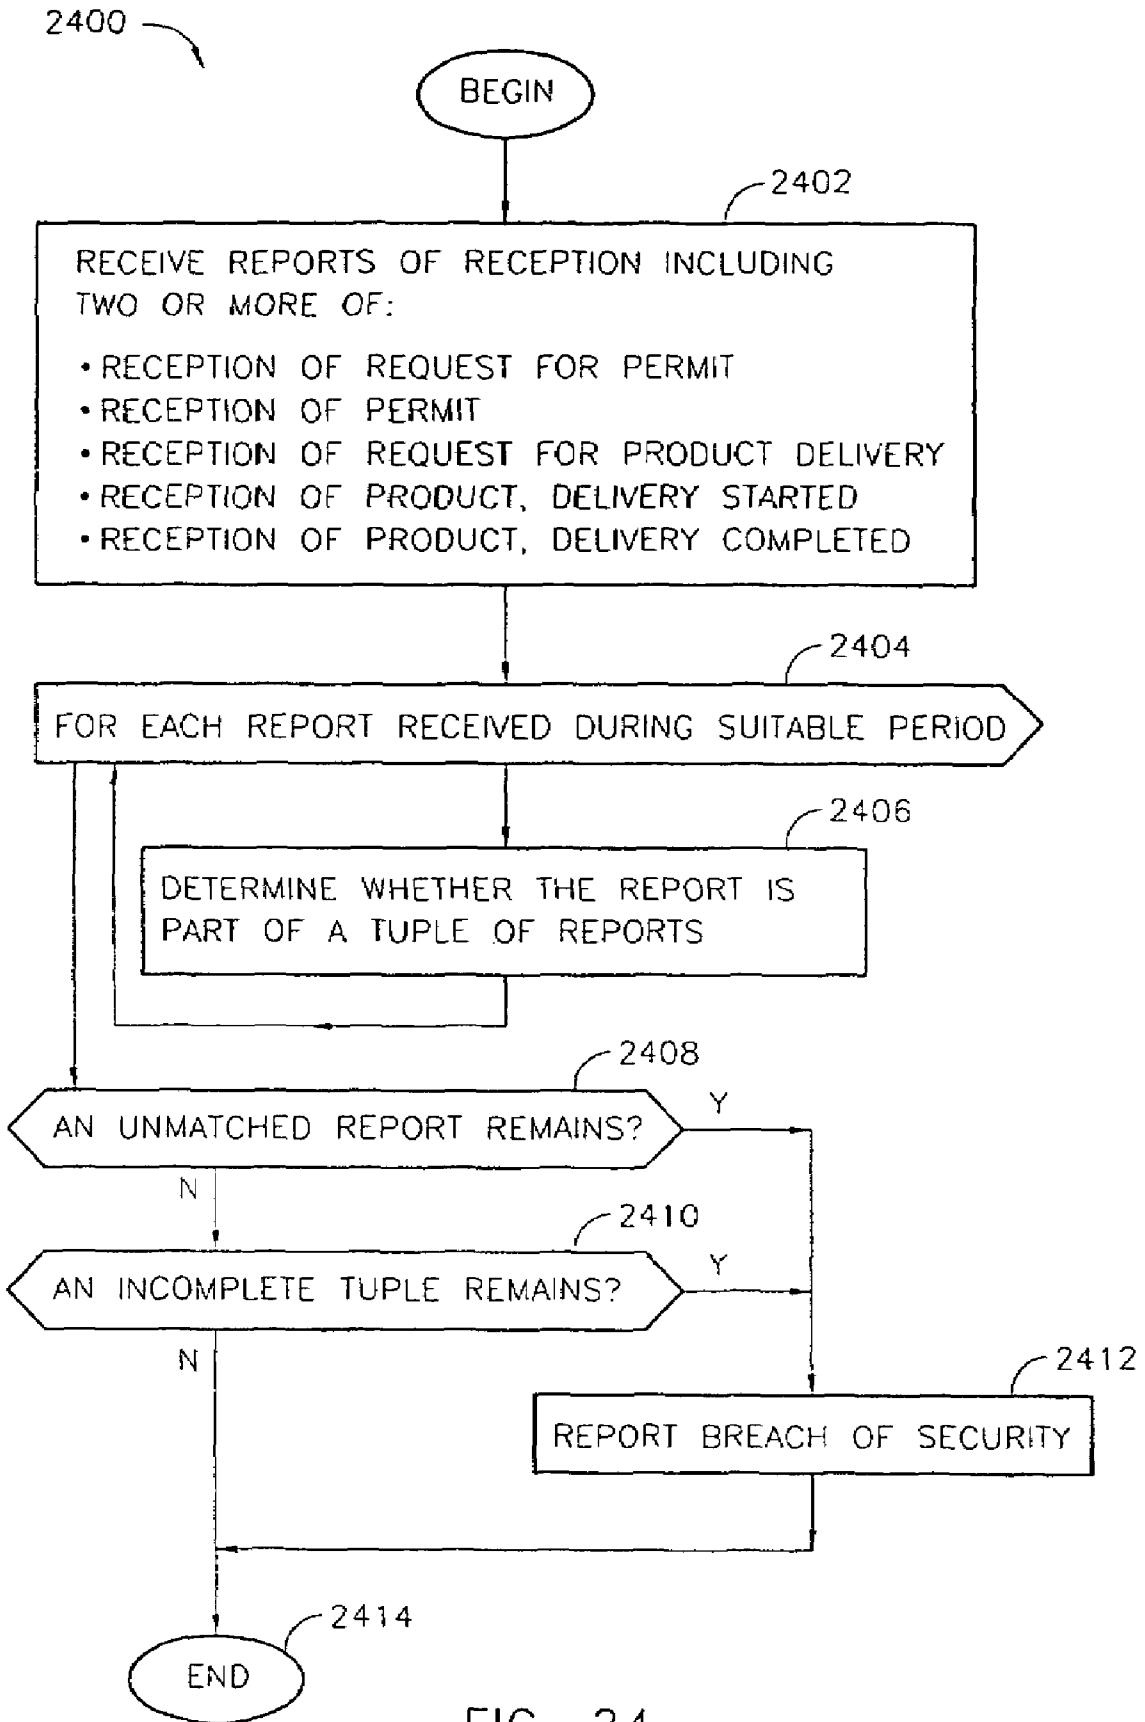 2400
BEGIN
2402
RECEIVE REPORTS OF RECEPTION INCLUDING
TWO OR MORE OF:
• RECEPTION OF REQUEST FOR PERMIT
• RECEPTION OF PERMIT
• RECEPTION OF REQUEST FOR PRODUCT DELIVERY
• RECEPTION OF PRODUCT, DELIVERY STARTED
• RECEPTION OF PRODUCT, DELIVERY COMPLETED
2404
FOR EACH REPORT RECEIVED DURING SUITABLE PERIOD
2406
DETERMINE WHETHER THE REPORT IS
PART OF A TUPLE OF REPORTS
2408
AN UNMATCHED REPORT REMAINS?
Y
N
2410
AN INCOMPLETE TUPLE REMAINS?
Y
N
2412
REPORT BREACH OF SECURITY
2414
END
FIG. 24